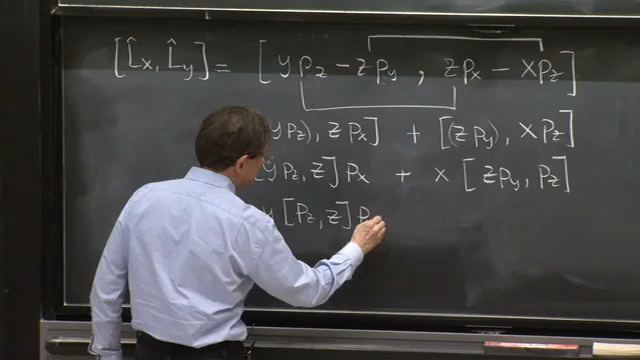 [L̂x, L̂y] = [y pz − z py , z px − x pz]
y pz), z px] + [(z py), x pz]
[y pz, z] px + x [z py, pz]
y [pz, z] p